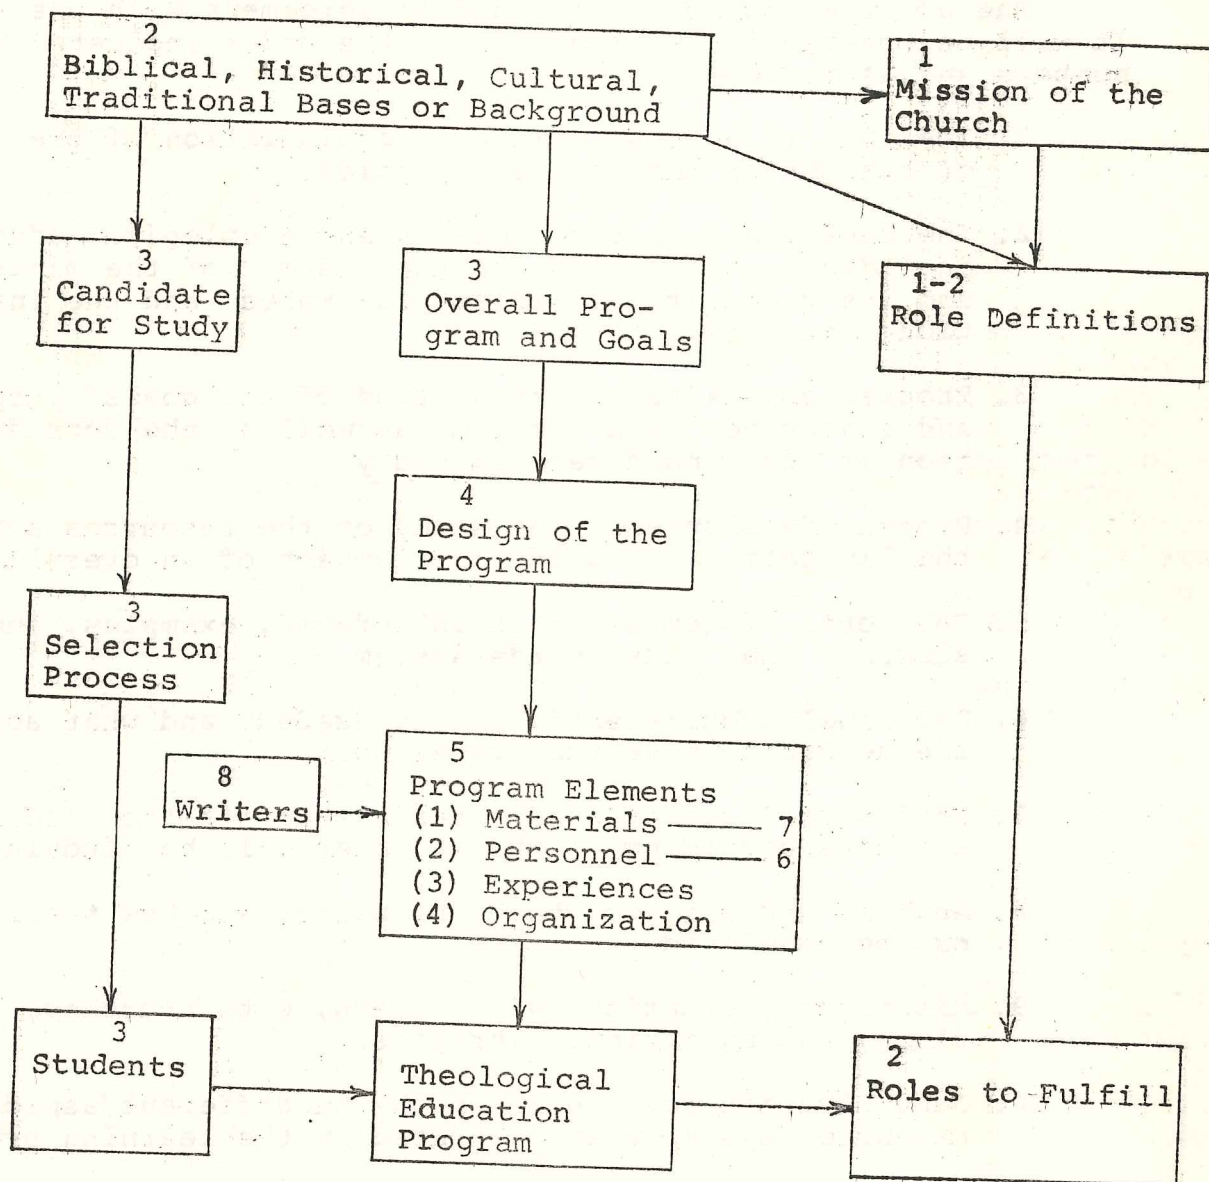 2
Biblical, Historical, Cultural,
Traditional Bases or Background
1
Mission of the
Church
3
Candidate
for Study
3
Overall Pro-
gram and Goals
1-2
Role Definitions
4
Design of the
Program
3
Selection
Process
8
Writers
5
Program Elements
(1) Materials —— 7
(2) Personnel —— 6
(3) Experiences
(4) Organization
3
Students
Theological
Education
Program
2
Roles to Fulfill